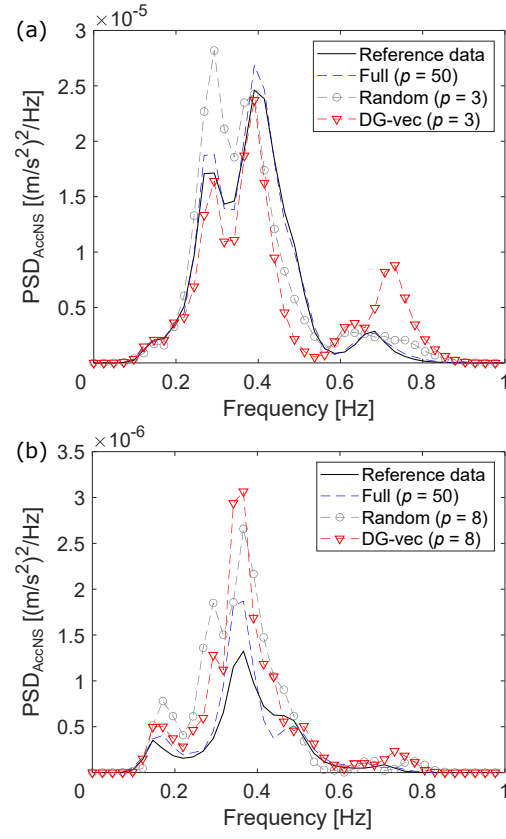 (a)
×10⁻⁵
3
2.5
2
1.5
1
0.5
0
PSD_AccNS [(m/s²)²/Hz]
Reference data
Full (p = 50)
Random (p = 3)
DG-vec (p = 3)
0 0.2 0.4 0.6 0.8 1
Frequency [Hz]
(b)
×10⁻⁶
3.5
3
2.5
2
1.5
1
0.5
0
PSD_AccNS [(m/s²)²/Hz]
Reference data
Full (p = 50)
Random (p = 8)
DG-vec (p = 8)
0 0.2 0.4 0.6 0.8 1
Frequency [Hz]